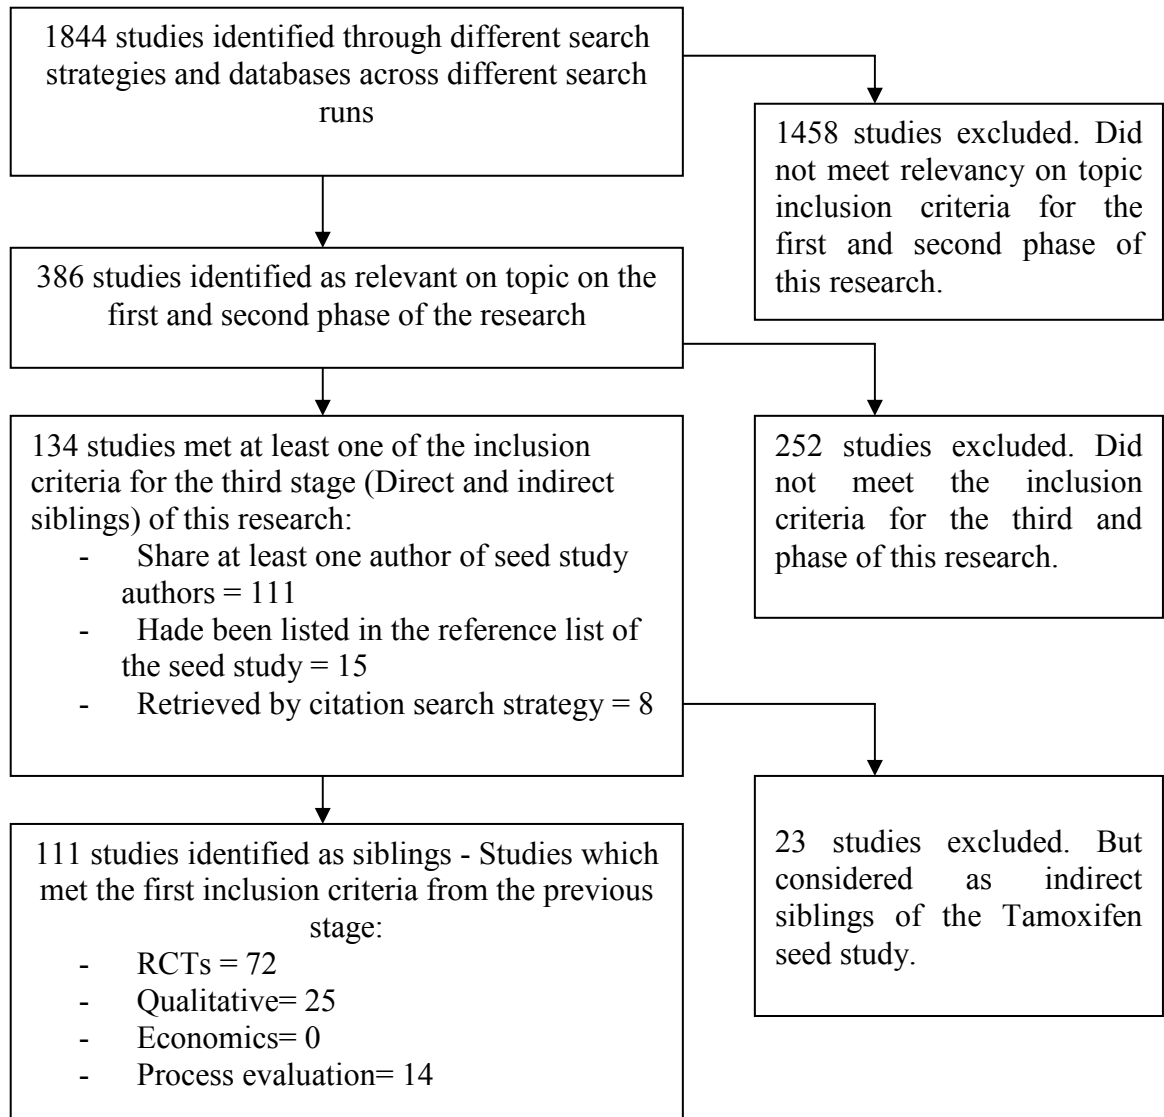 1844 studies identified through different search
strategies and databases across different search
runs
1458 studies excluded. Did
not meet relevancy on topic
inclusion criteria for the
first and second phase of
this research.
386 studies identified as relevant on topic on the
first and second phase of the research
252 studies excluded. Did
not meet the inclusion
criteria for the third and
phase of this research.
134 studies met at least one of the inclusion
criteria for the third stage (Direct and indirect
siblings) of this research:
- Share at least one author of seed study
authors = 111
- Hade been listed in the reference list of
the seed study = 15
- Retrieved by citation search strategy = 8
23 studies excluded. But
considered as indirect
siblings of the Tamoxifen
seed study.
111 studies identified as siblings - Studies which
met the first inclusion criteria from the previous
stage:
- RCTs = 72
- Qualitative= 25
- Economics= 0
- Process evaluation= 14